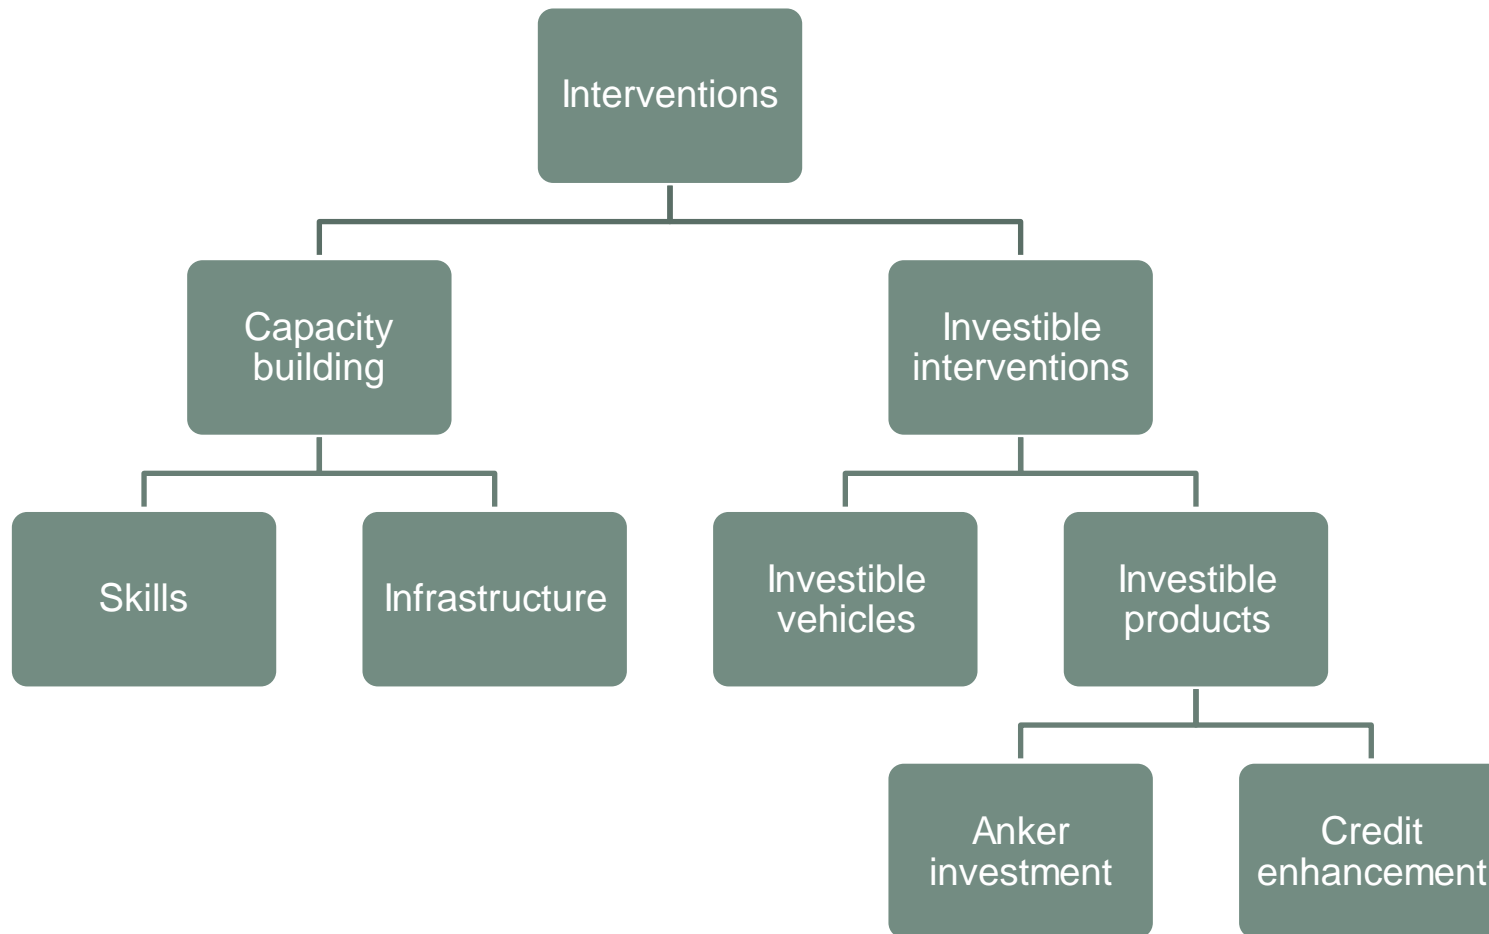 Interventions
Capacity
building
Investible
interventions
Skills
Infrastructure
Investible
vehicles
Investible
products
Anker
investment
Credit
enhancement